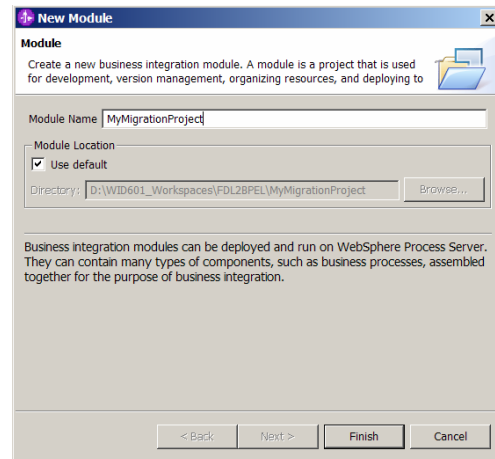 New Module
Module
Create a new business integration module. A module is a project that is used
for development, version management, organizing resources, and deploying to
Module Name MyMigrationProject
Module Location
Use default
Directory: D:\WID601_Workspaces\FDL2BPEL\MyMigrationProject Browse...
Business integration modules can be deployed and run on WebSphere Process Server.
They can contain many types of components, such as business processes, assembled
together for the purpose of business integration.
< Back Next > Finish Cancel